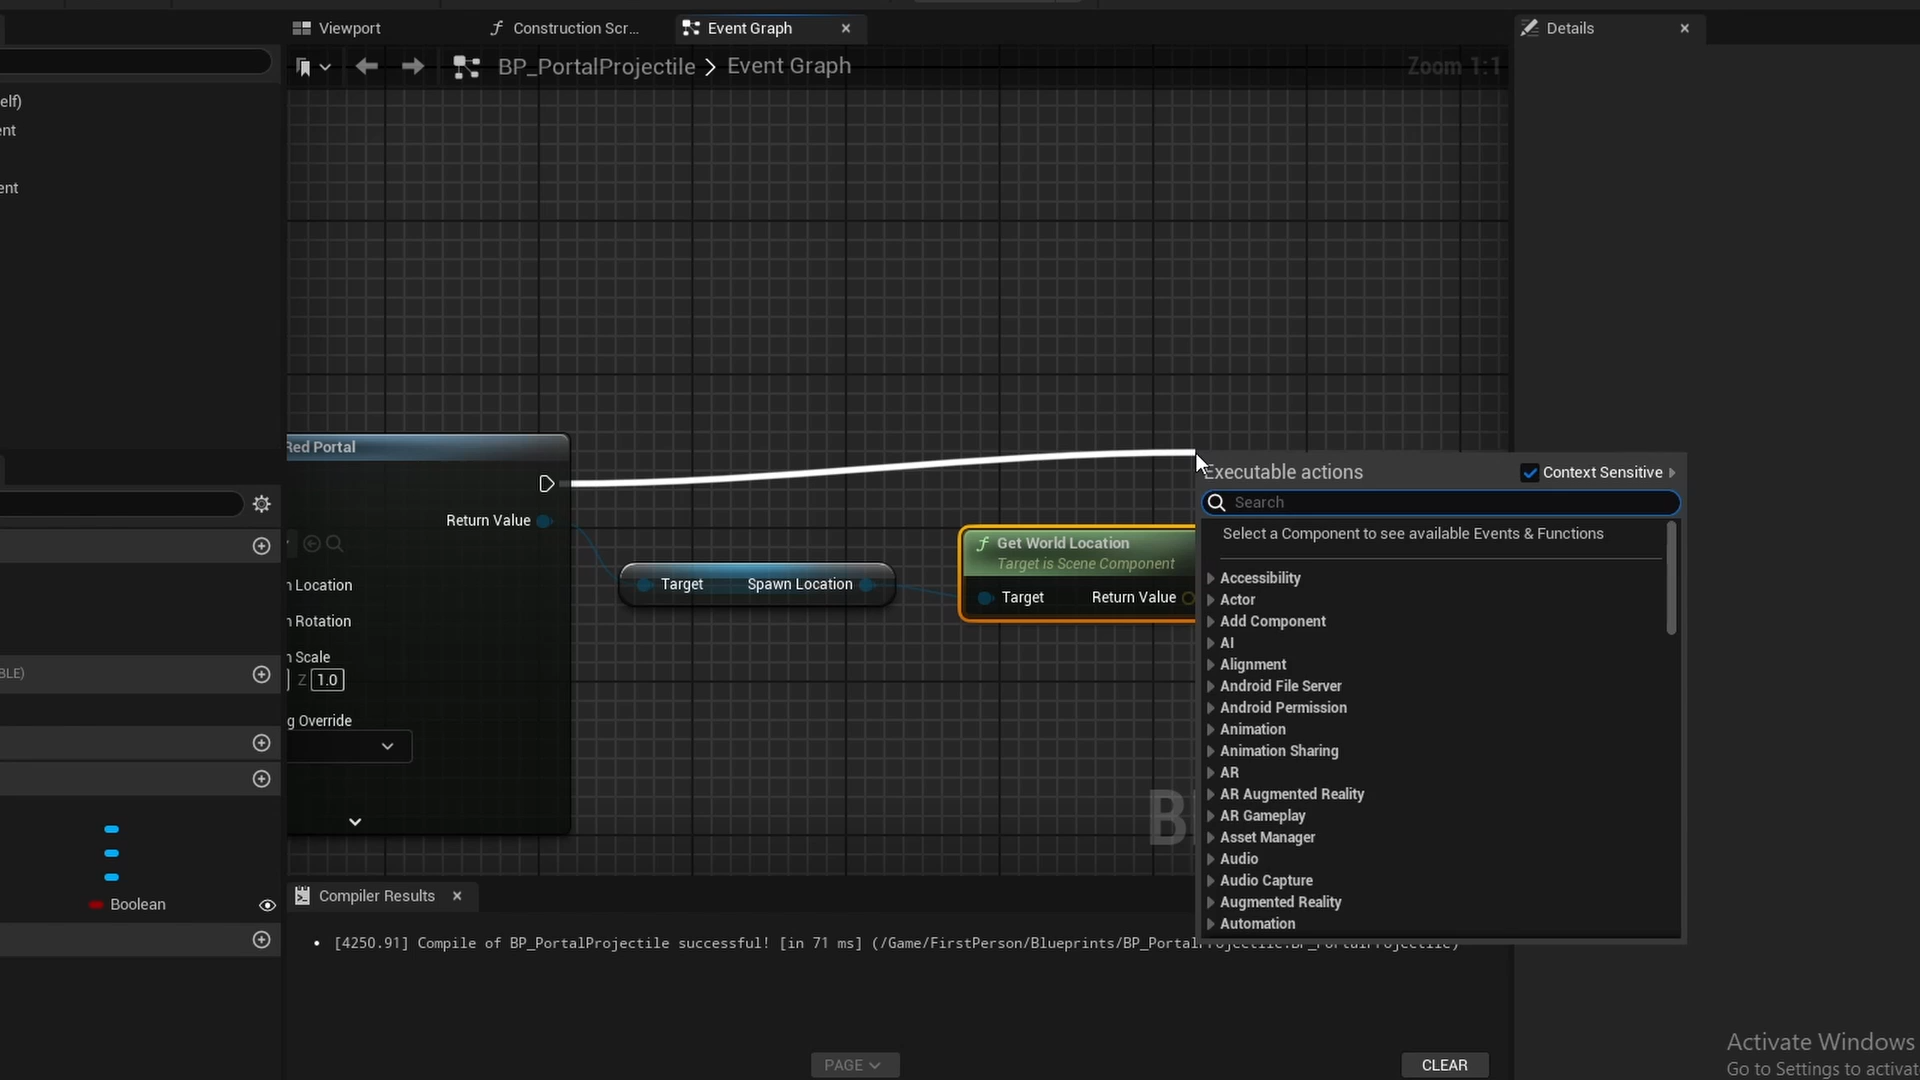 Viewport
Construction Scr...
Event Graph
Details
BP_PortalProjectile > Event Graph
Zoom 1:1
elf)
ent
ent
Red Portal
Return Value
n Location
n Rotation
n Scale
Z 1.0
g Override
Target Spawn Location
Get World Location
Target is Scene Component
Target Return Value
Executable actions
Context Sensitive
Search
Select a Component to see available Events & Functions
Accessibility
Actor
Add Component
AI
Alignment
Android File Server
Android Permission
Animation
Animation Sharing
AR
AR Augmented Reality
AR Gameplay
Asset Manager
Audio
Audio Capture
Augmented Reality
Automation
BLE)
Boolean
B
Compiler Results
• [4250.91] Compile of BP_PortalProjectile successful! [in 71 ms] (/Game/FirstPerson/Blueprints/BP_PortalProjectile.BP_PortalProjectile)
PAGE
CLEAR
Activate Windows
Go to Settings to activat